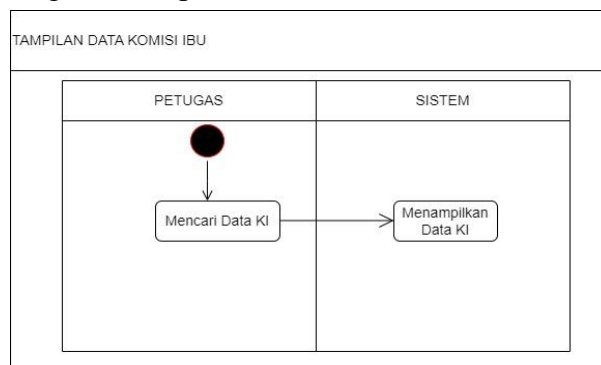 TAMPILAN DATA KOMISI IBU
PETUGAS
SISTEM
Mencari Data KI
Menampilkan
Data KI